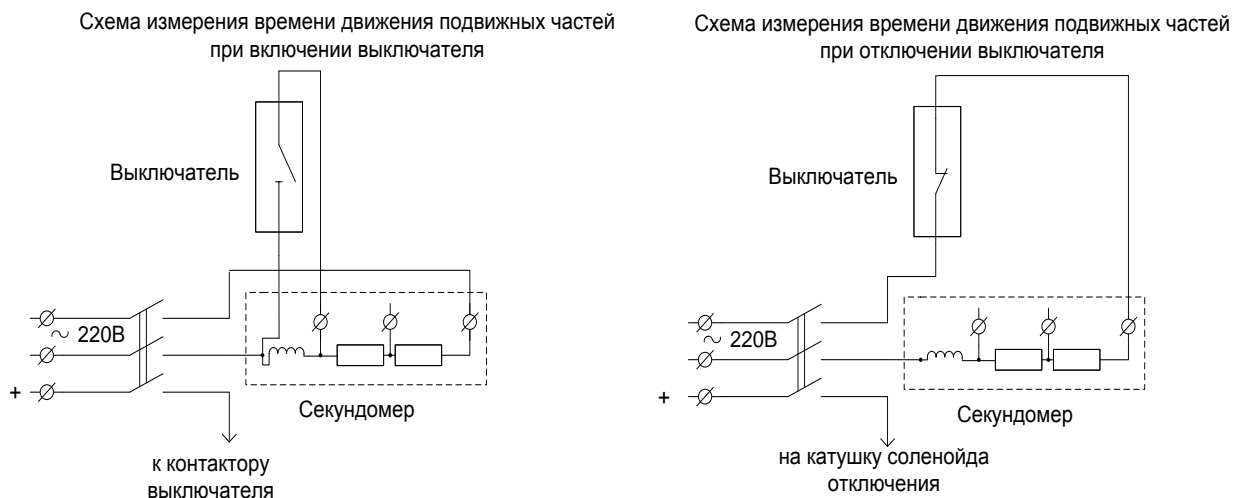 Схема измерения времени движения подвижных частей
при включении выключателя
Выключатель
~ 220В
+
Секундомер
к контактору
выключателя
Схема измерения времени движения подвижных частей
при отключении выключателя
Выключатель
~ 220В
+
Секундомер
на катушку соленойда
отключения